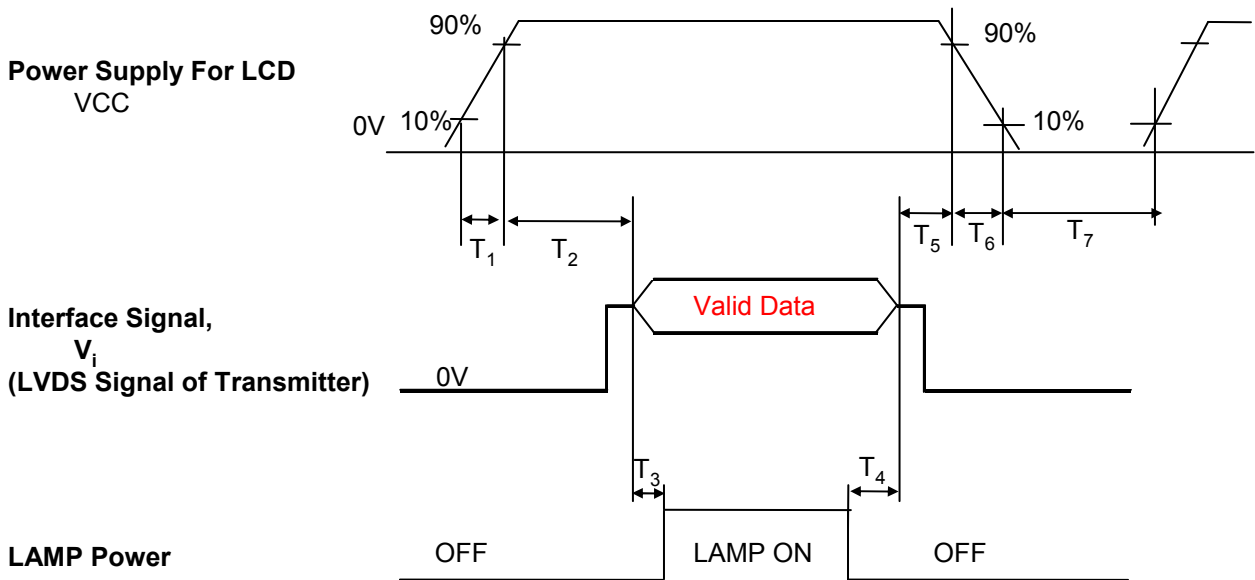 90%
90%
Power Supply For LCD
VCC
0V 10%
10%
T1
T2
T5
T6
T7
Valid Data
Interface Signal,
Vi
(LVDS Signal of Transmitter)
0V
T3
T4
LAMP Power
OFF
LAMP ON
OFF